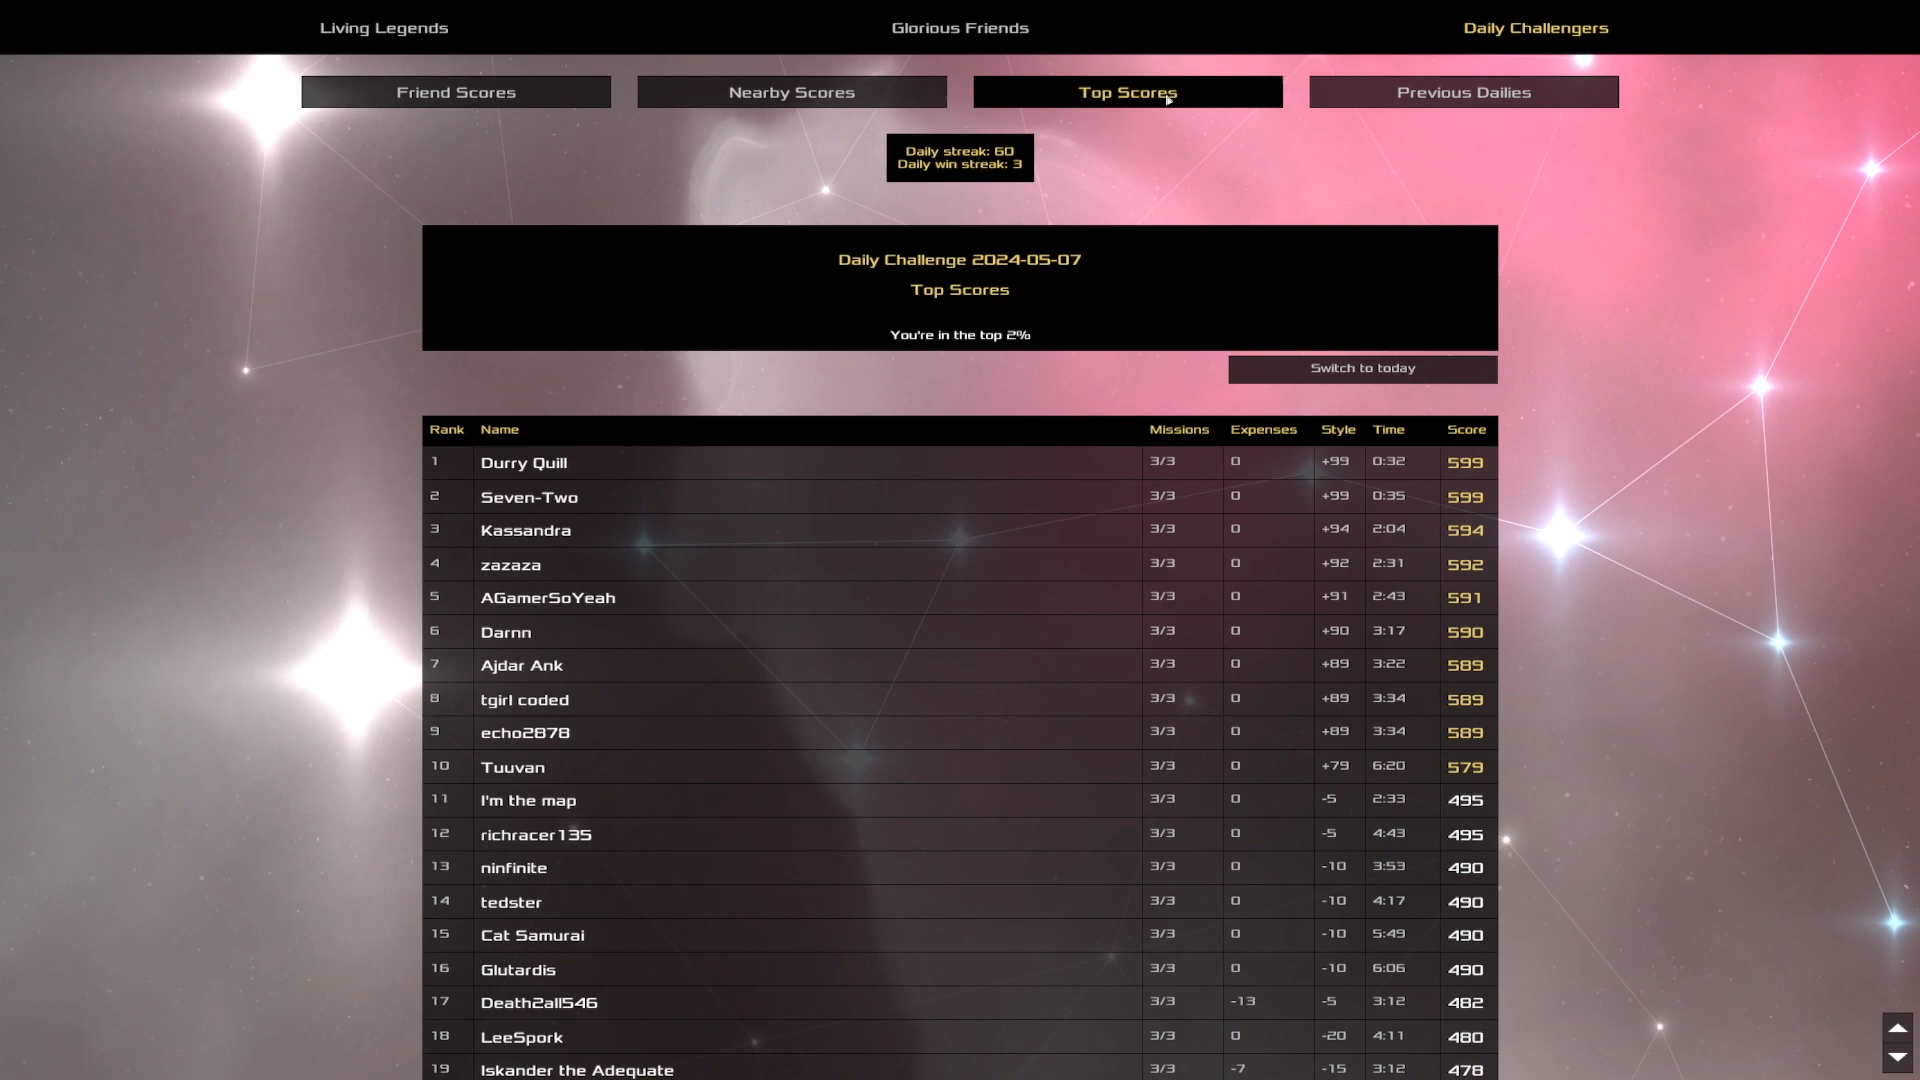 Living Legends Glorious Friends Daily Challengers
Friend Scores Nearby Scores Top Scores Previous Dailies
Daily streak: 60
Daily win streak: 3
Daily Challenge 2024-05-07
Top Scores
You're in the top 2%
Switch to today
Rank Name Missions Expenses Style Time Score
1 Durry Quill 3/3 0 +99 0:32 599
2 Seven-Two 3/3 0 +99 0:35 599
3 Kassandra 3/3 0 +94 2:04 594
4 zazaza 3/3 0 +92 2:31 592
5 AGamerSoYeah 3/3 0 +91 2:43 591
6 Darnn 3/3 0 +90 3:17 590
7 Ajdar Ank 3/3 0 +89 3:22 589
8 tgirl coded 3/3 0 +89 3:34 589
9 echo2878 3/3 0 +89 3:34 589
10 Tuuvan 3/3 0 +79 6:20 579
11 I'm the map 3/3 0 -5 2:33 495
12 richracer135 3/3 0 -5 4:43 495
13 ninfinite 3/3 0 -10 3:53 490
14 tedster 3/3 0 -10 4:17 490
15 Cat Samurai 3/3 0 -10 5:49 490
16 Glutardis 3/3 0 -10 6:06 490
17 Death2all546 3/3 -13 -5 3:12 482
18 LeeSpork 3/3 0 -20 4:11 480
19 Iskander the Adequate 3/3 -7 -15 3:12 478